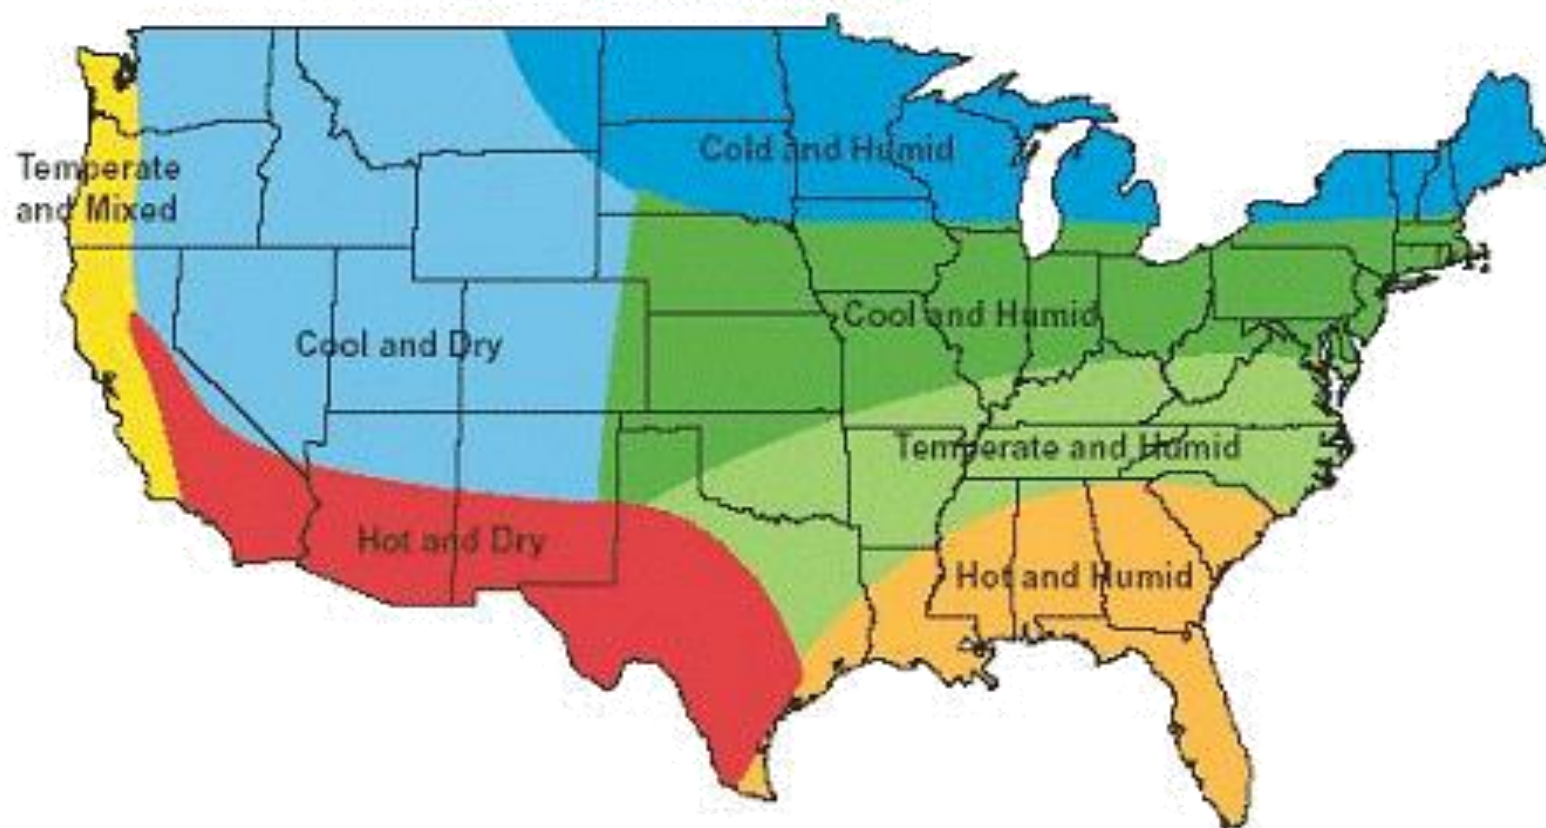 Cold and Humid
Temperate
and Mixed
Cool and Humid
Cool and Dry
Temperate and Humid
Hot and Dry
Hot and Humid